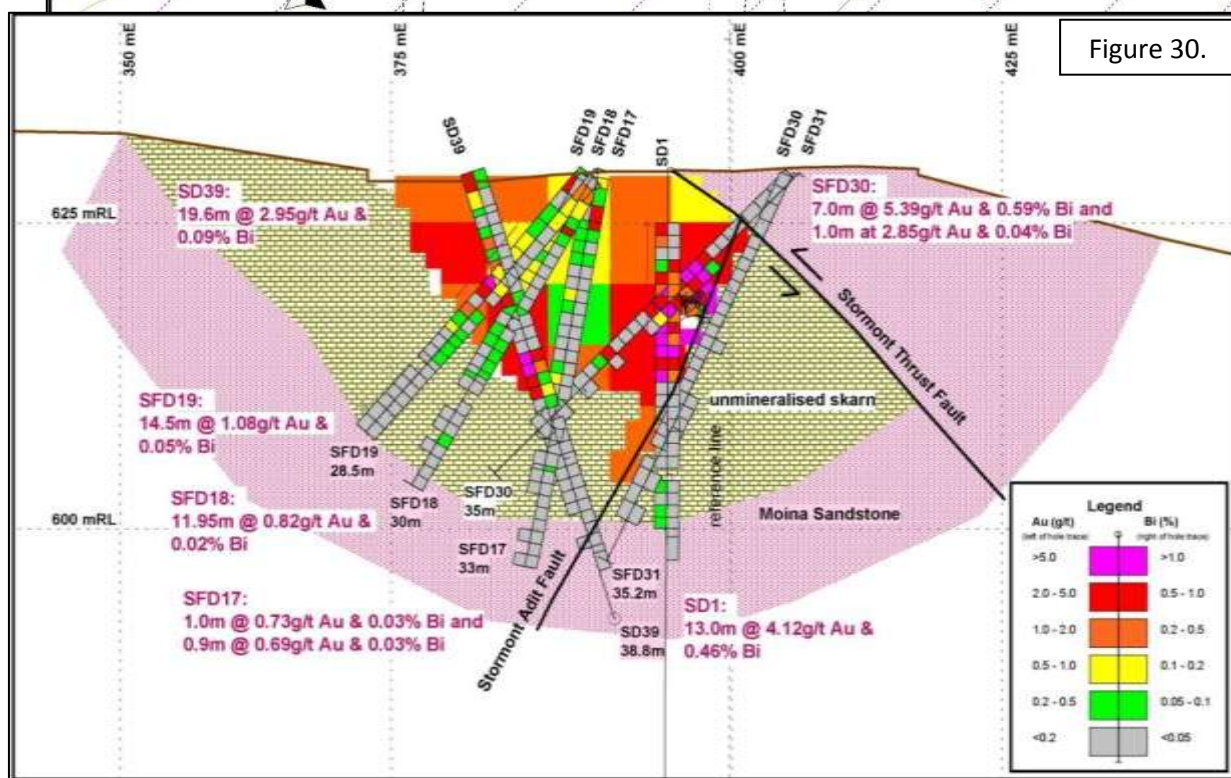 350 mE
375 mE
400 mE
425 mE
Figure 30.
SD39
SFD19
SFD18
SFD17
SD1
SFD30
SFD31
SD39:
19.6m @ 2.95g/t Au &
0.09% Bi
SFD30:
7.0m @ 5.39g/t Au & 0.59% Bi and
1.0m at 2.85g/t Au & 0.04% Bi
625 mRL
Stormont Thrust Fault
unmineralised skarn
SFD19:
14.5m @ 1.08g/t Au &
0.05% Bi
SFD19
28.5m
SFD18
30m
SFD30
35m
reference line
SFD18:
11.95m @ 0.82g/t Au &
0.02% Bi
600 mRL
Moina Sandstone
SFD17
33m
Stormont Adit Fault
SFD31
35.2m
SFD17:
1.0m @ 0.73g/t Au & 0.03% Bi and
0.9m @ 0.69g/t Au & 0.03% Bi
SD39
38.8m
SD1:
13.0m @ 4.12g/t Au &
0.46% Bi
Legend
Au (g/t) Bi (%)
(left of hole trace) (right of hole trace)
>5.0 >1.0
2.0 - 5.0 0.5 - 1.0
1.0 - 2.0 0.2 - 0.5
0.5 - 1.0 0.1 - 0.2
0.2 - 0.5 0.05 - 0.1
<0.2 <0.05